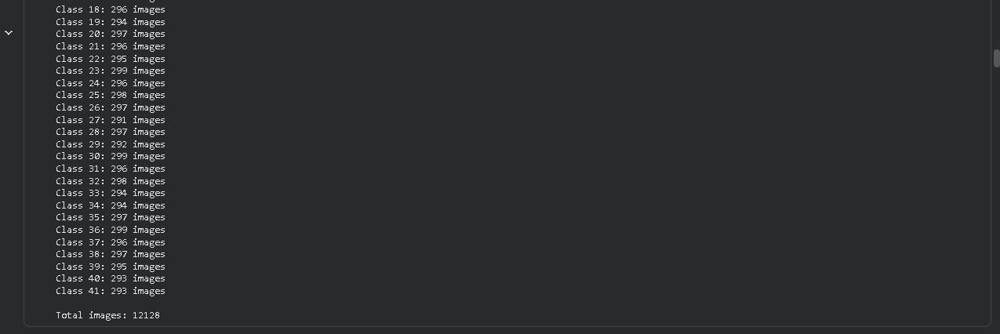 Class 18: 296 images
Class 19: 294 images
Class 20: 297 images
Class 21: 296 images
Class 22: 295 images
Class 23: 299 images
Class 24: 296 images
Class 25: 298 images
Class 26: 297 images
Class 27: 291 images
Class 28: 297 images
Class 29: 292 images
Class 30: 299 images
Class 31: 296 images
Class 32: 298 images
Class 33: 294 images
Class 34: 294 images
Class 35: 297 images
Class 36: 299 images
Class 37: 296 images
Class 38: 297 images
Class 39: 295 images
Class 40: 293 images
Class 41: 293 images
Total images: 12128